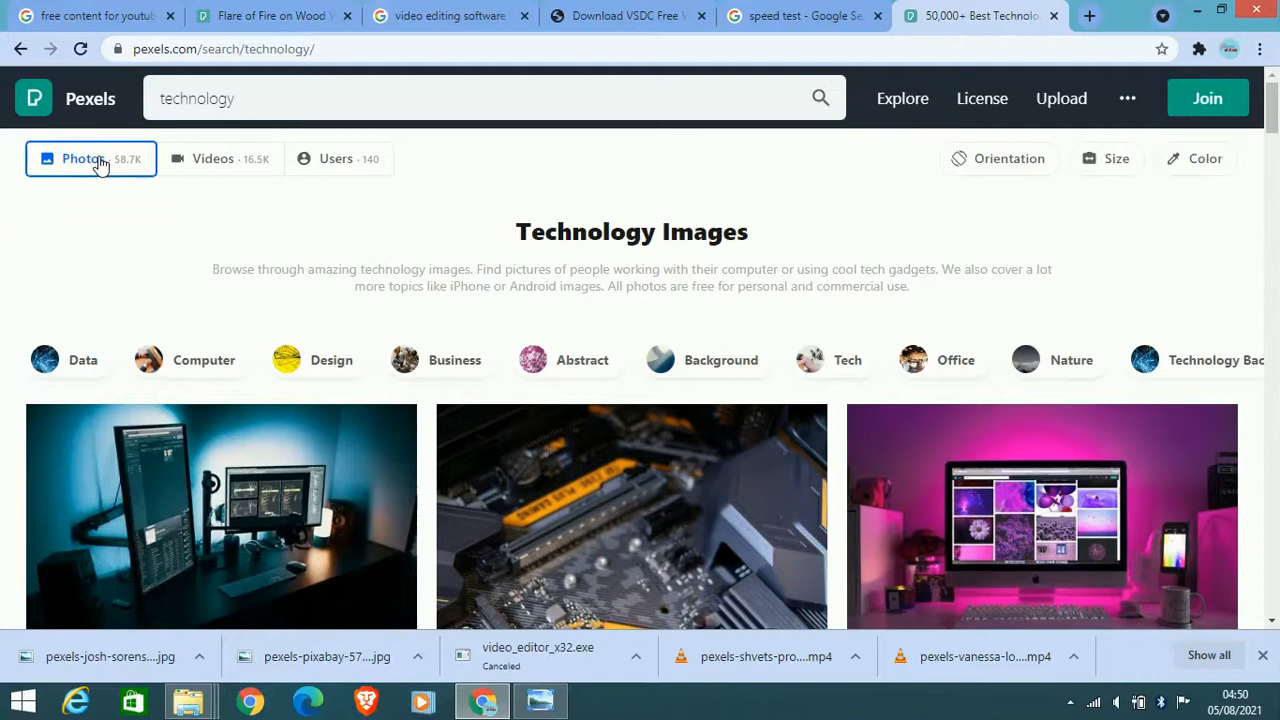 free content for youtub
Flare of Fire on Wood W
video editing software
Download VSDC Free V
speed test - Google Se
50,000+ Best Technolo
pexels.com/search/technology/
Pexels
technology
Explore
License
Upload
Join
Photos · 58.7K
Videos · 16.5K
Users · 140
Orientation
Size
Color
Technology Images
Browse through amazing technology images. Find pictures of people working with their computer or using cool tech gadgets. We also cover a lot
more topics like iPhone or Android images. All photos are free for personal and commercial use.
Data
Computer
Design
Business
Abstract
Background
Tech
Office
Nature
Technology Bac
pexels-josh-sorens....jpg
pexels-pixabay-57....jpg
video_editor_x32.exe
Canceled
pexels-shvets-pro....mp4
pexels-vanessa-lo....mp4
Show all
04:50
05/08/2021